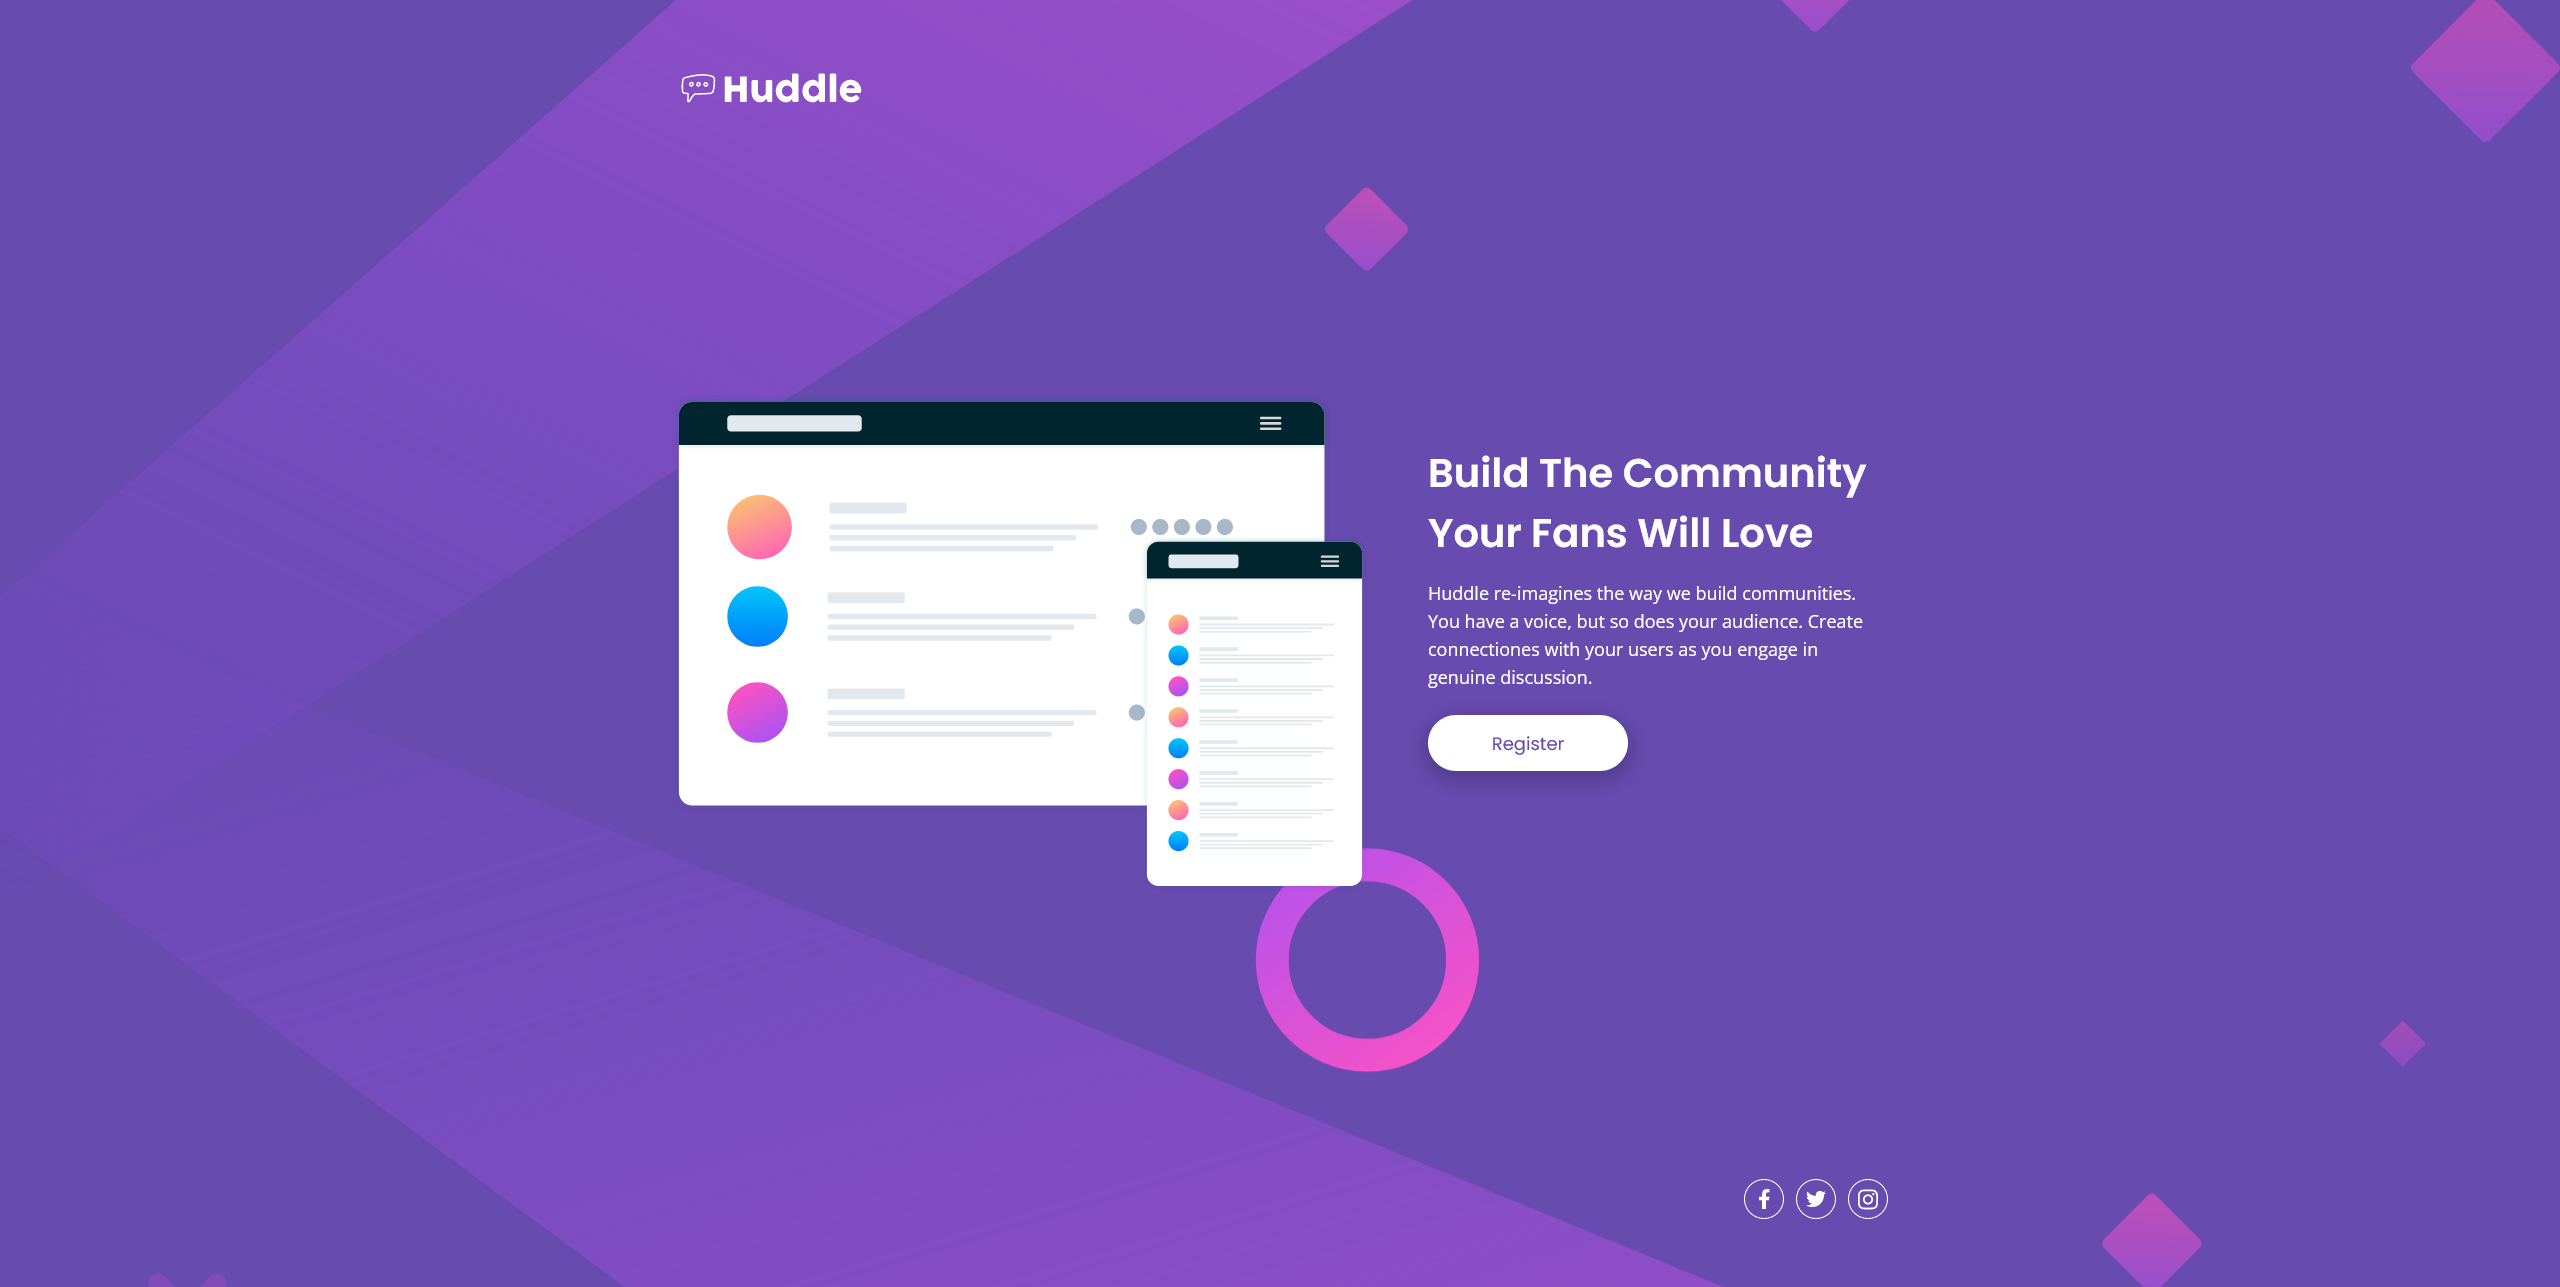 Huddle
Build The Community
Your Fans Will Love
Huddle re-imagines the way we build communities.
You have a voice, but so does your audience. Create
connectiones with your users as you engage in
genuine discussion.
Register